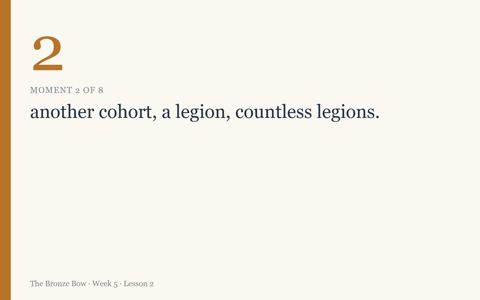 2
MOMENT 2 OF 8
another cohort, a legion, countless legions.
The Bronze Bow · Week 5 · Lesson 2